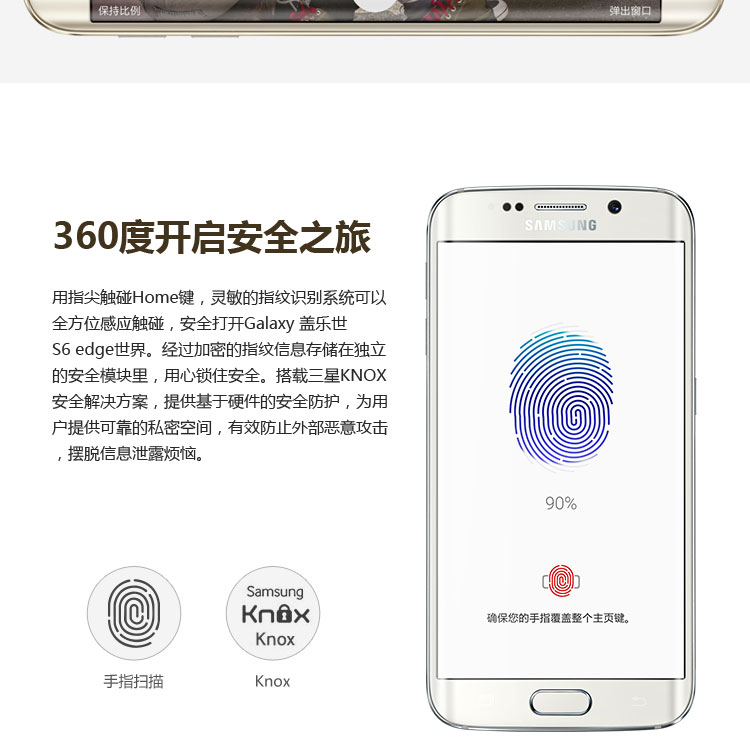 保持比例
弹出窗口
360度开启安全之旅
用指尖触碰Home键，灵敏的指纹识别系统可以
全方位感应触碰，安全打开Galaxy 盖乐世
S6 edge世界。经过加密的指纹信息存储在独立
的安全模块里，用心锁住安全。搭载三星KNOX
安全解决方案，提供基于硬件的安全防护，为用
户提供可靠的私密空间，有效防止外部恶意攻击
，摆脱信息泄露烦恼。
SAMSUNG
90%
确保您的手指覆盖整个主页键。
Samsung
Knox
Knox
手指扫描
Knox